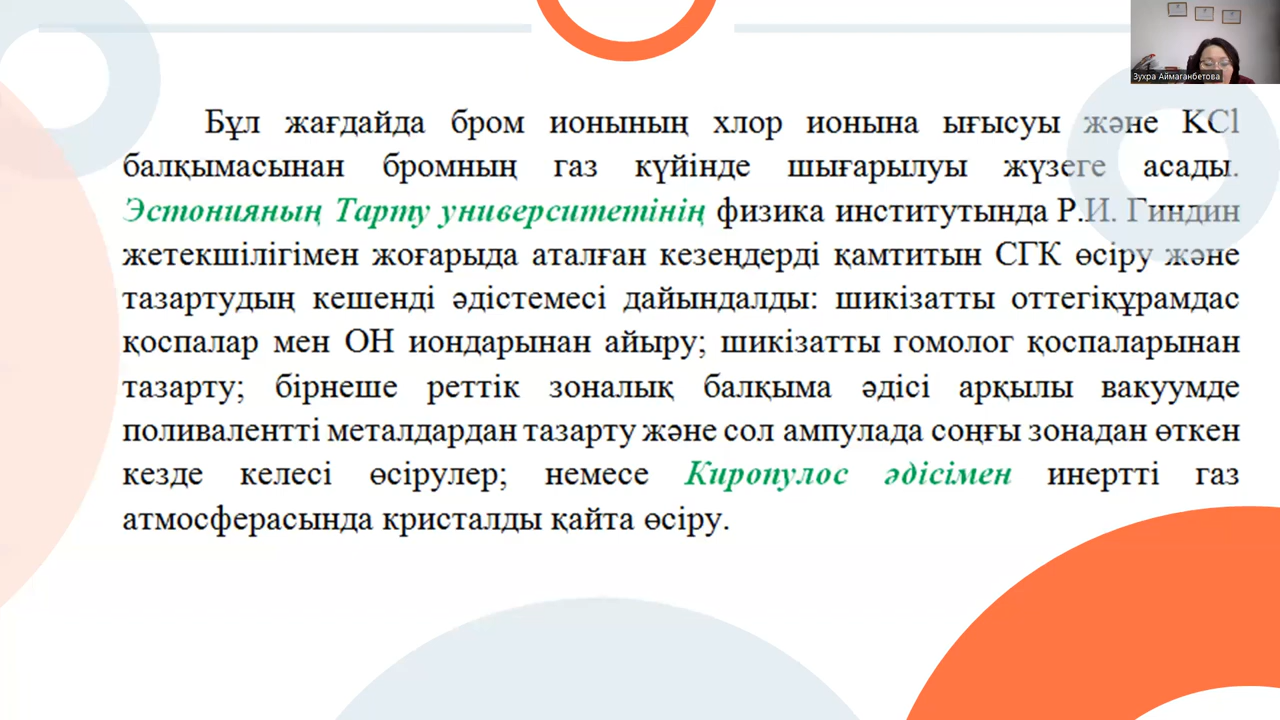 Зухра Аймаганбетова
Бұл жағдайда бром ионының хлор ионына ығысуы және KCl
балқымасынан бромның газ күйінде шығарылуы жүзеге асады.
Эстонияның Тарту университетінің физика институтында Р.И. Гиндин
жетекшілігімен жоғарыда аталған кезеңдерді қамтитын СГК өсіру және
тазартудың кешенді әдістемесі дайындалды: шикізатты оттегіқұрамдас
қоспалар мен ОН иондарынан айыру; шикізатты гомолог қоспаларынан
тазарту; бірнеше реттік зоналық балқыма әдісі арқылы вакуумде
поливалентті металдардан тазарту және сол ампулада соңғы зонадан өткен
кезде келесі өсірулер; немесе Киропулос әдісімен инертті газ
атмосферасында кристалды қайта өсіру.